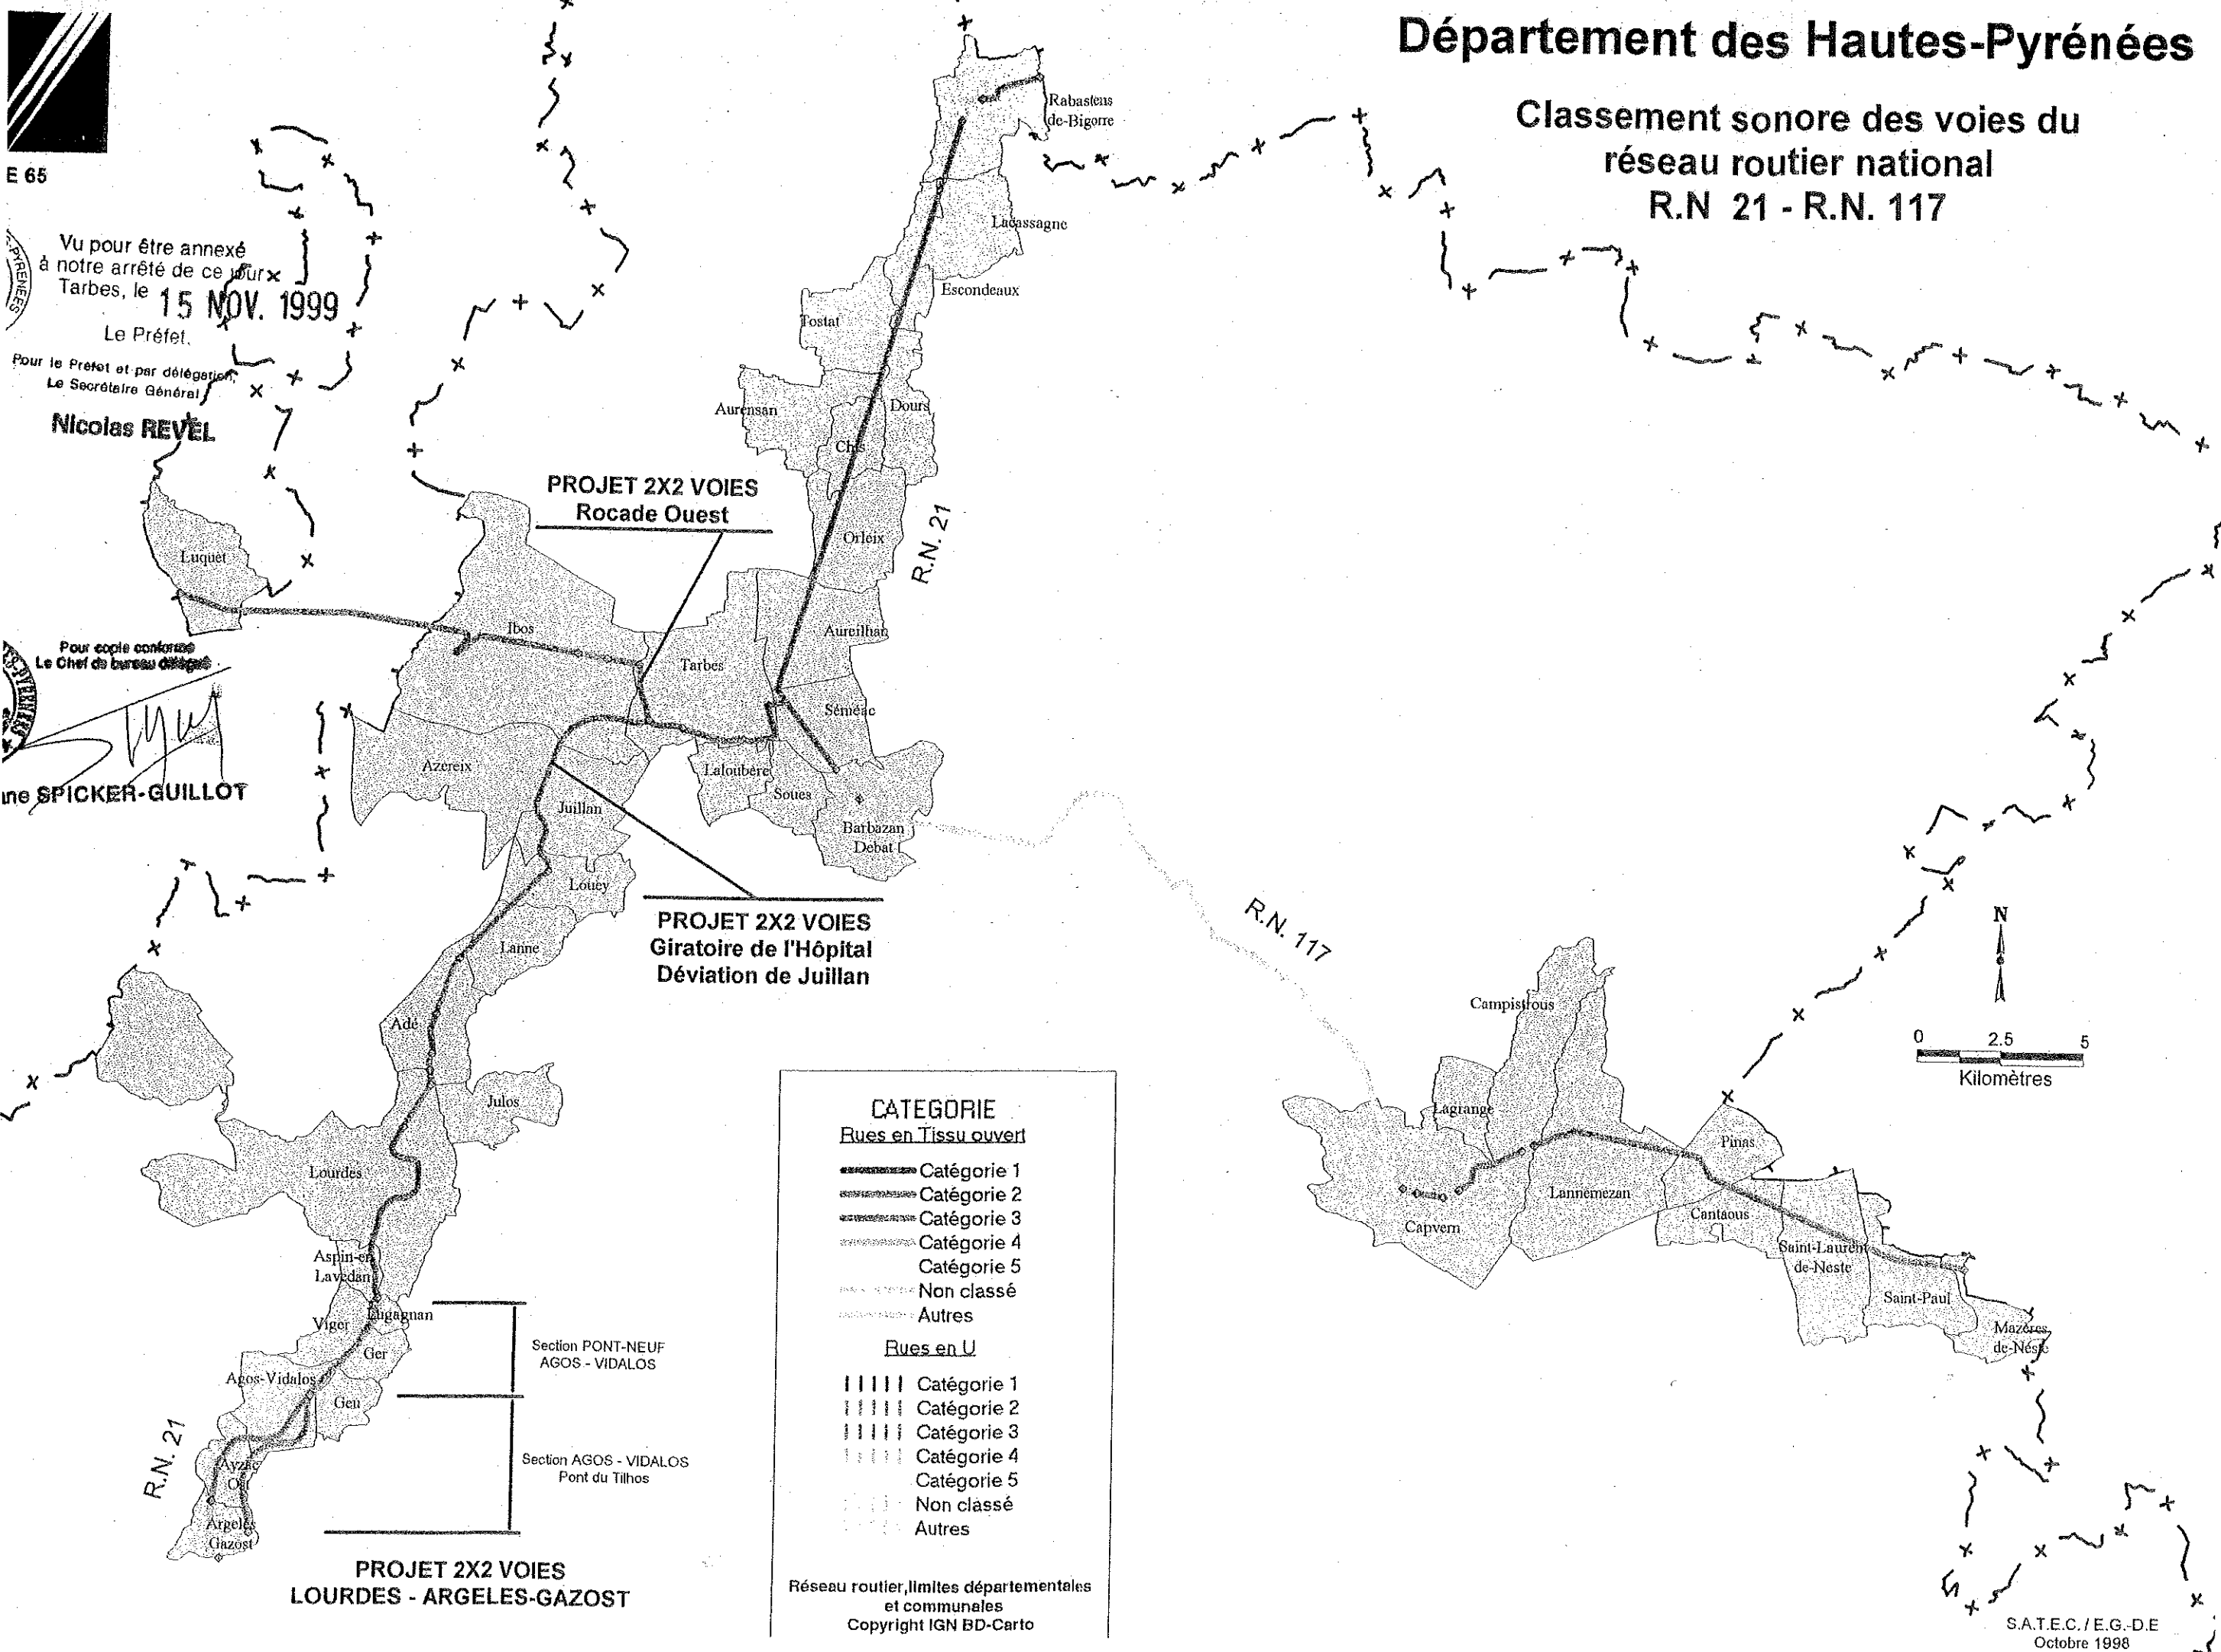 Département des Hautes-Pyrénées
Classement sonore des voies du
réseau routier national
R.N 21 - R.N. 117
E 65
Vu pour être annexé
à notre arrêté de ce jour
Tarbes, le 15 NOV. 1999
Le Préfet,
Pour le Préfet et par délégation,
Le Secrétaire Général
Nicolas REVEL
PYRENEES
Pour copie conforme
Le Chef de bureau délégué
S-PYRENEES
ine SPICKER-GUILLOT
Rabastens
de-Bigorre
Lacassagne
Escondeaux
Tostat
Aurensan
Dours
Chis
Orleix
R.N. 21
PROJET 2X2 VOIES
Rocade Ouest
Luquet
Ibos
Tarbes
Aureilhan
Séméac
Azereix
Juillan
Laloubère
Soues
Barbazan
Debat
Louey
Lanne
PROJET 2X2 VOIES
Giratoire de l'Hôpital
Déviation de Juillan
R.N. 117
Adé
Julos
Lourdes
Aspin-en
Lavedan
Lugagnan
Viger
Ger
Agos-Vidalos
Geu
Ayzac
Ost
Argelès
Gazost
R.N. 21
Section PONT-NEUF
AGOS - VIDALOS
Section AGOS - VIDALOS
Pont du Tilhos
PROJET 2X2 VOIES
LOURDES - ARGELES-GAZOST
Campistrous
Lagrange
Capvern
Lannemezan
Pinas
Cantaous
Saint-Laurent
de-Neste
Saint-Paul
Mazères
de-Neste
N
0 2.5 5
Kilomètres
CATEGORIE
Rues en Tissu ouvert
Catégorie 1
Catégorie 2
Catégorie 3
Catégorie 4
Catégorie 5
Non classé
Autres
Rues en U
Catégorie 1
Catégorie 2
Catégorie 3
Catégorie 4
Catégorie 5
Non classé
Autres
Réseau routier,limites départementales
et communales
Copyright IGN BD-Carto
S.A.T.E.C. / E.G.-D.E
Octobre 1998